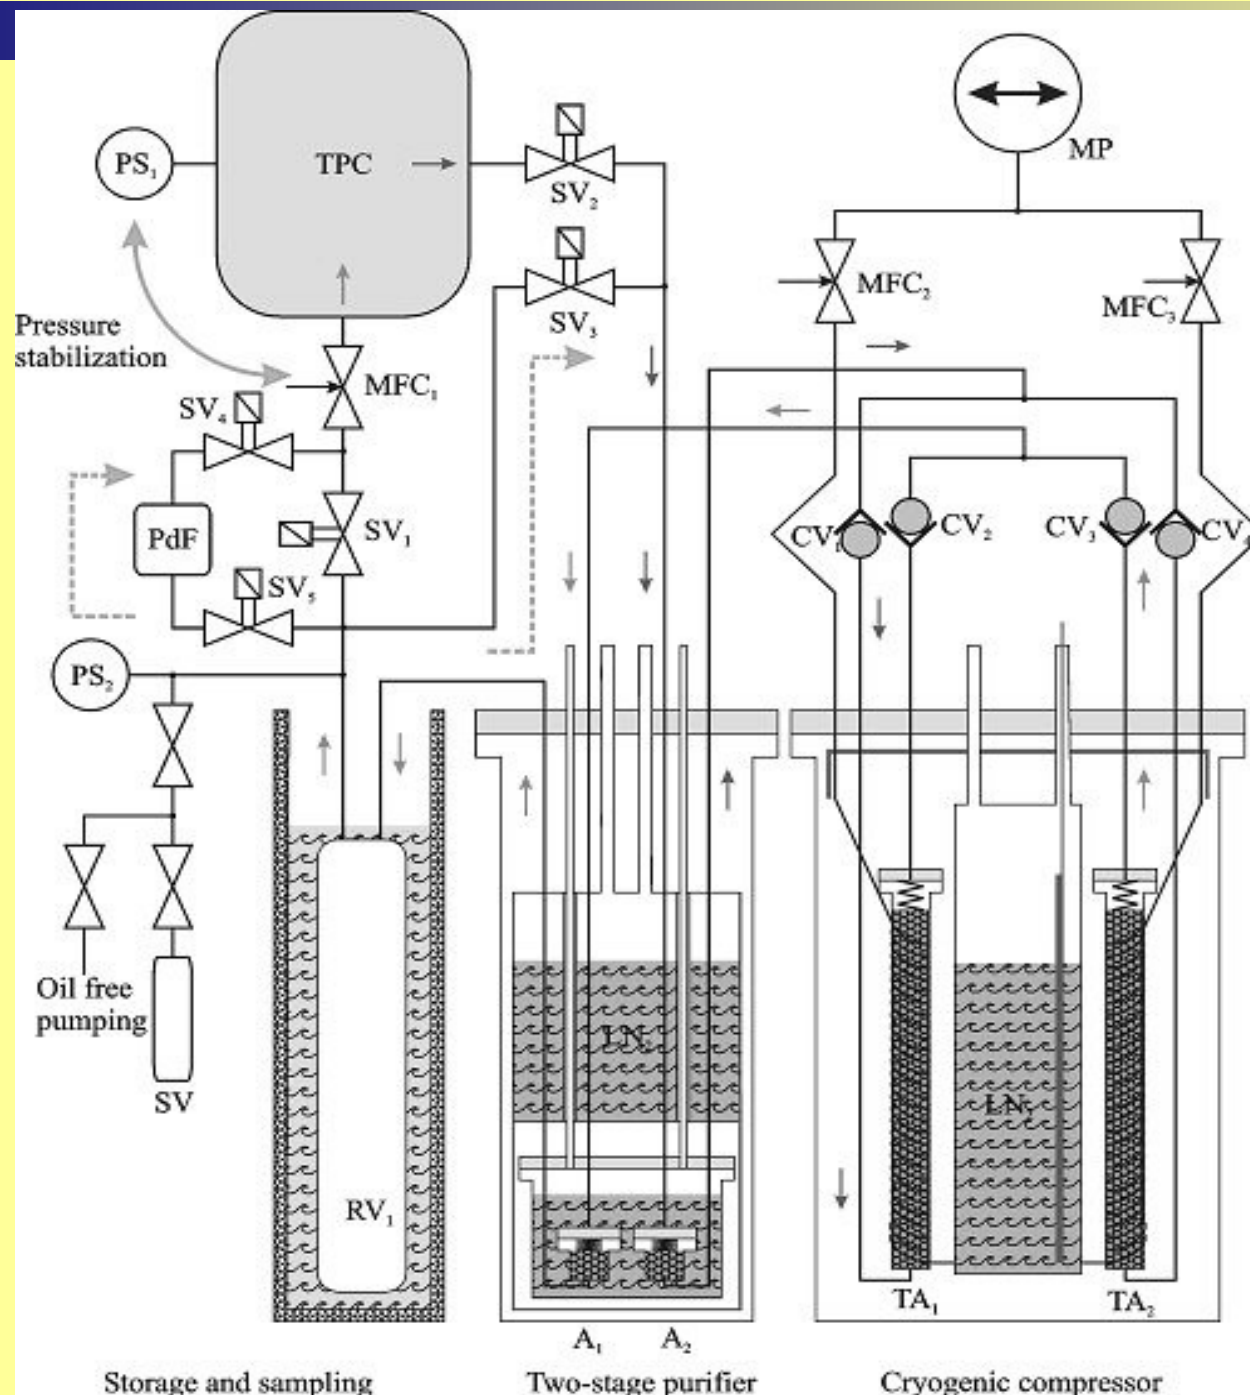 MP
TPC
PS₁
SV₂
SV₃
MFC₂
MFC₃
Pressure
stabilization
MFC₁
SV₄
PdF
SV₁
CV₁
CV₂
CV₃
CV₄
SV₅
PS₂
Oil free
pumping
SV
LN₂
LN₂
RV₁
TA₁
TA₂
A₁
A₂
Storage and sampling
Two-stage purifier
Cryogenic compressor